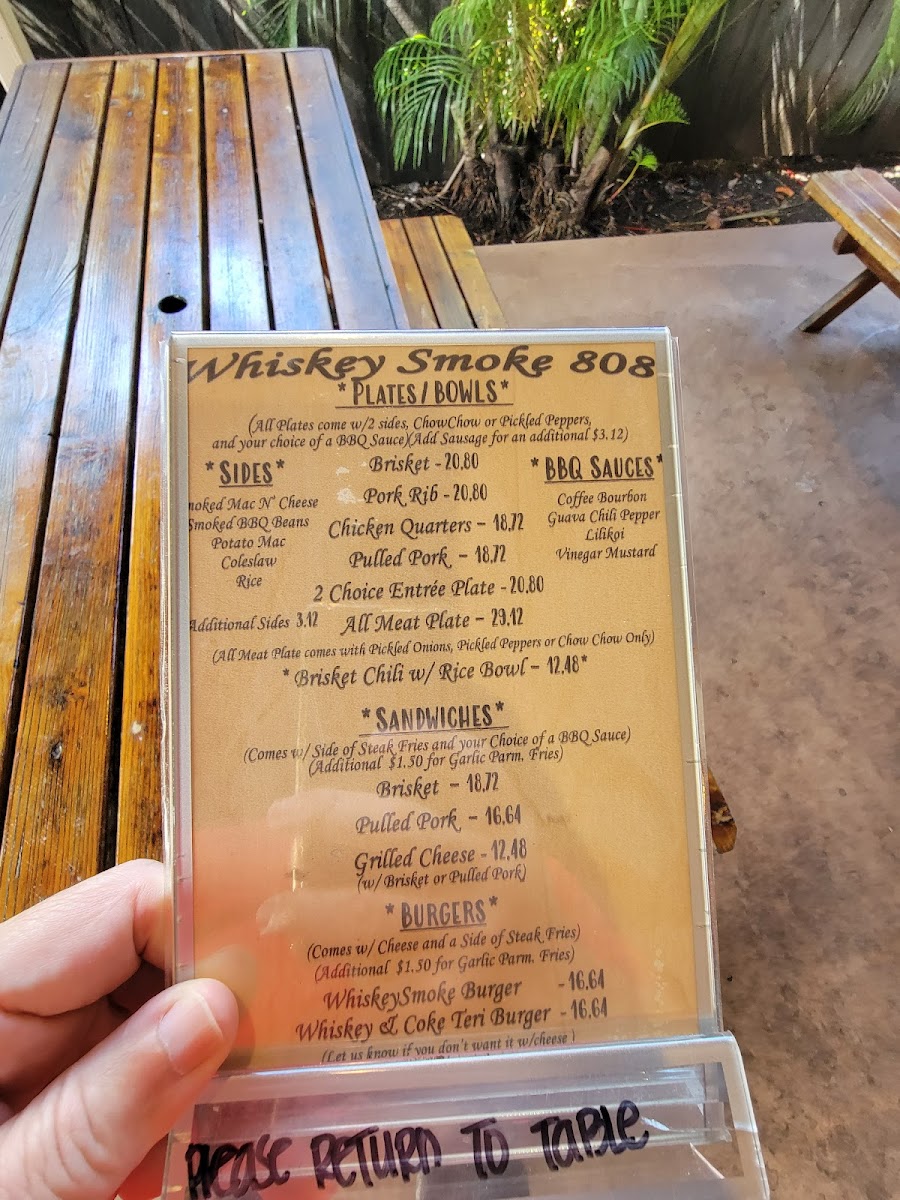 Whiskey Smoke 808
*PLATES/BOWLS*
(All Plates come w/2 sides, ChowChow or Pickled Peppers,
and your choice of a BBQ Sauce)(Add Sausage for an additional $3.12)
*SIDES*
Smoked Mac N' Cheese
Smoked BBQ Beans
Potato Mac
Coleslaw
Rice
Additional Sides 3.12
Brisket - 20.80
Pork Rib - 20.80
Chicken Quarters - 18.72
Pulled Pork - 18.72
2 Choice Entrée Plate - 20.80
All Meat Plate - 29.12
*BBQ SAUCES*
Coffee Bourbon
Guava Chili Pepper
Lilikoi
Vinegar Mustard
(All Meat Plate comes with Pickled Onions, Pickled Peppers or Chow Chow Only)
*Brisket Chili w/ Rice Bowl - 12.48*
*SANDWICHES*
(Comes w/ Side of Steak Fries and your Choice of a BBQ Sauce)
(Additional $1.50 for Garlic Parm. Fries)
Brisket - 18.72
Pulled Pork - 16.64
Grilled Cheese - 12.48
(w/ Brisket or Pulled Pork)
*BURGERS*
(Comes w/ Cheese and a Side of Steak Fries)
(Additional $1.50 for Garlic Parm. Fries)
WhiskeySmoke Burger - 16.64
Whiskey & Coke Teri Burger - 16.64
(Let us know if you don't want it w/cheese )
PLEASE RETURN TO TABLE